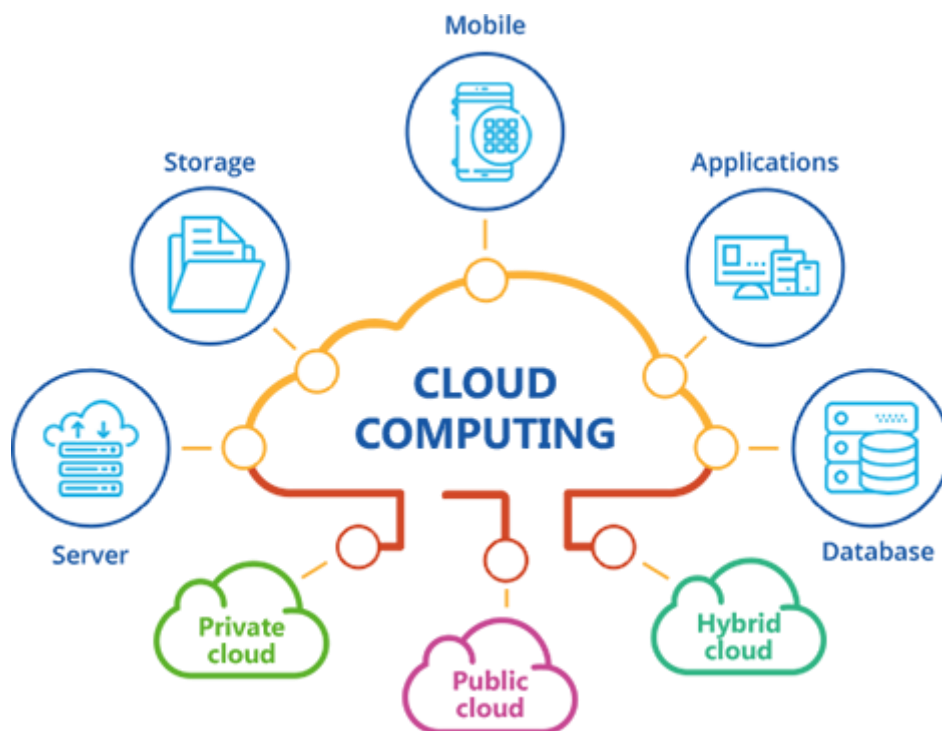 Mobile
Storage
Applications
CLOUD
COMPUTING
Server
Database
Private
cloud
Public
cloud
Hybrid
cloud